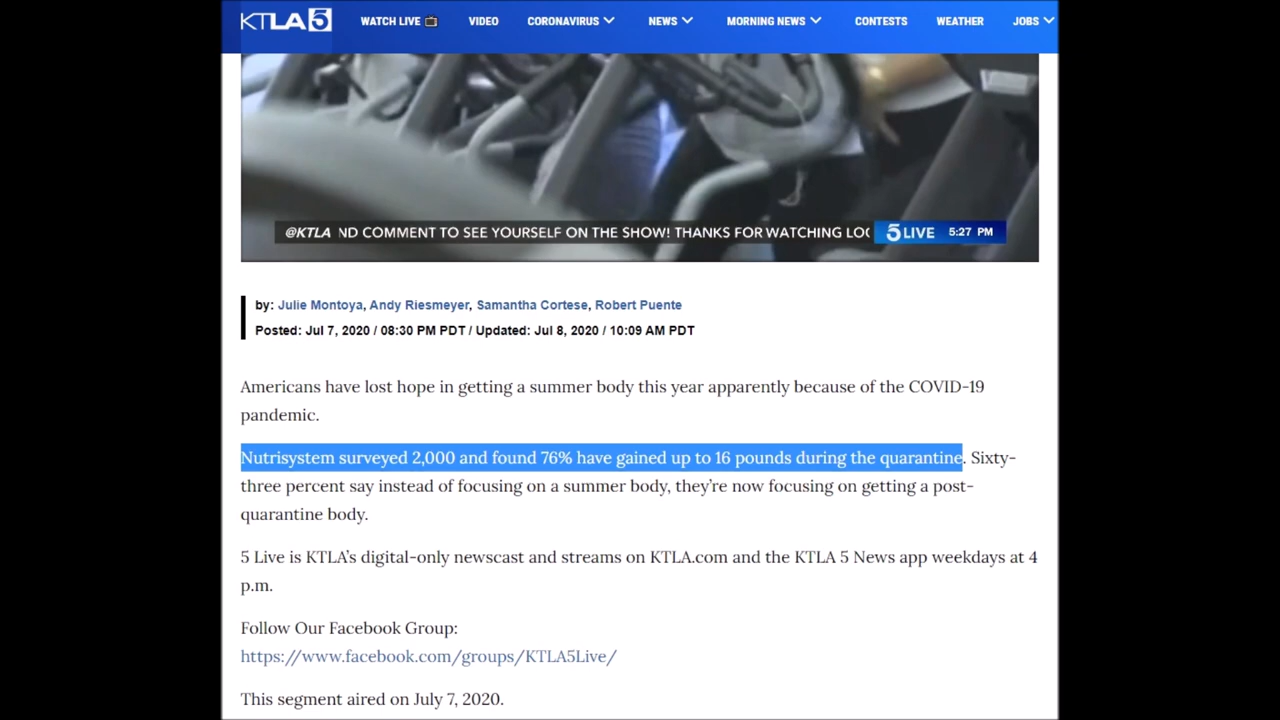 KTLA 5 WATCH LIVE VIDEO CORONAVIRUS NEWS MORNING NEWS CONTESTS WEATHER JOBS
@KTLA ND COMMENT TO SEE YOURSELF ON THE SHOW! THANKS FOR WATCHING LOC 5 LIVE 5:27 PM
by: Julie Montoya, Andy Riesmeyer, Samantha Cortese, Robert Puente
Posted: Jul 7, 2020 / 08:30 PM PDT / Updated: Jul 8, 2020 / 10:09 AM PDT
Americans have lost hope in getting a summer body this year apparently because of the COVID-19
pandemic.
Nutrisystem surveyed 2,000 and found 76% have gained up to 16 pounds during the quarantine. Sixty-
three percent say instead of focusing on a summer body, they’re now focusing on getting a post-
quarantine body.
5 Live is KTLA’s digital-only newscast and streams on KTLA.com and the KTLA 5 News app weekdays at 4
p.m.
Follow Our Facebook Group:
https://www.facebook.com/groups/KTLA5Live/
This segment aired on July 7, 2020.